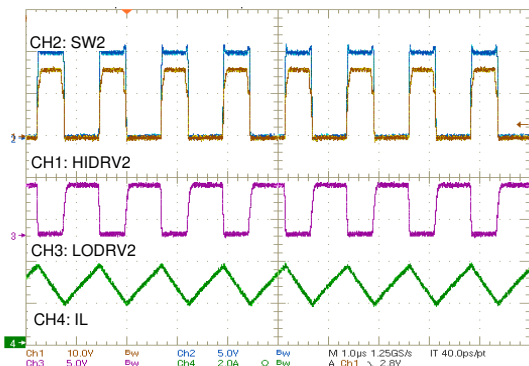 CH2: SW2
2
CH1: HIDRV2
3
CH3: LODRV2
CH4: IL
4
Ch1 10.0V Bw Ch2 5.0V Bw M 1.0µs 1.25GS/s IT 40.0ps/pt
Ch3 5.0V Bw Ch4 2.0A Ω Bw A Ch1 2.8V